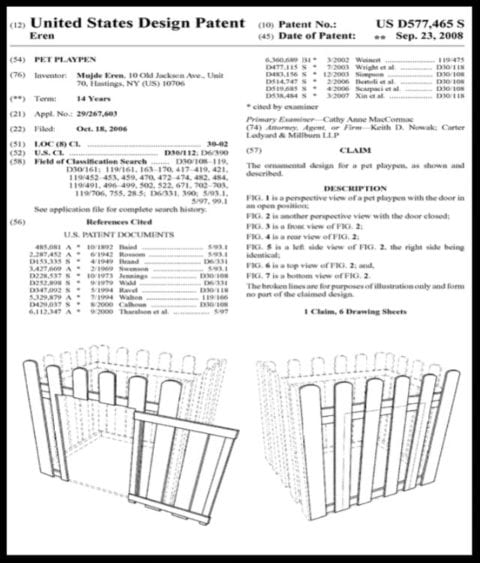 (12) United States Design Patent
Eren
(10) Patent No.: US D577,465 S
(45) Date of Patent: ** Sep. 23, 2008
(54) PET PLAYPEN
(76) Inventor: Mujde Eren, 10 Old Jackson Ave., Unit
70, Hastings, NY (US) 10706
(**) Term: 14 Years
(21) Appl. No.: 29/267,603
(22) Filed: Oct. 18, 2006
(51) LOC (8) Cl. 30-02
(52) U.S. Cl. D30/112; D6/390
(58) Field of Classification Search D30/108-119,
D30/161; 119/161, 163-170, 417-419, 421,
119/452-453, 459, 470, 472-474, 482, 484,
119/491, 496-499, 502, 522, 671, 702-703,
119/706, 755, 28.5; D6/331, 390; 5/93.1,
5/97, 99.1
See application file for complete search history.
(56) References Cited
U.S. PATENT DOCUMENTS
485,081 A * 10/1892 Baird 5/93.1
2,287,452 A * 6/1942 Rossom 5/93.1
D153,335 S * 4/1949 Brand D6/331
3,427,669 A * 2/1969 Swenson 5/93.1
D228,537 S * 10/1973 Jennings D30/108
D252,898 S * 9/1979 Wald D6/331
D347,092 S * 5/1994 Ravel D30/118
5,329,879 A * 7/1994 Walton 119/166
D429,037 S * 8/2000 Calhoun D30/108
6,112,347 A * 9/2000 Tharalson et al. 5/97
6,360,689 B1 * 3/2002 Weinert 119/475
D477,115 S * 7/2003 Wright et al. D30/118
D483,156 S * 12/2003 Simpson D30/108
D514,747 S * 2/2006 Bertoli et al. D30/108
D519,685 S * 4/2006 Scarpaci et al. D30/108
D538,484 S * 3/2007 Xin et al. D30/118
* cited by examiner
Primary Examiner—Cathy Anne MacCormac
(74) Attorney, Agent, or Firm—Keith D. Nowak; Carter
Ledyard & Millburn LLP
(57) CLAIM
The ornamental design for a pet playpen, as shown and
described.
DESCRIPTION
FIG. 1 is a perspective view of a pet playpen with the door in
an open position;
FIG. 2 is another perspective view with the door closed;
FIG. 3 is a front view of FIG. 2;
FIG. 4 is a rear view of FIG. 2;
FIG. 5 is a left side view of FIG. 2, the right side being
identical;
FIG. 6 is a top view of FIG. 2; and,
FIG. 7 is a bottom view of FIG. 2.
The broken lines are for purposes of illustration only and form
no part of the claimed design.
1 Claim, 6 Drawing Sheets